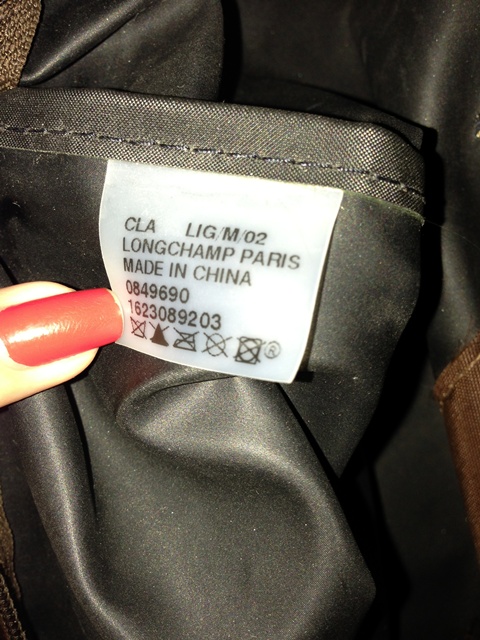 CLA LIG/M/02
LONGCHAMP PARIS
MADE IN CHINA
0849690
1623089203
®